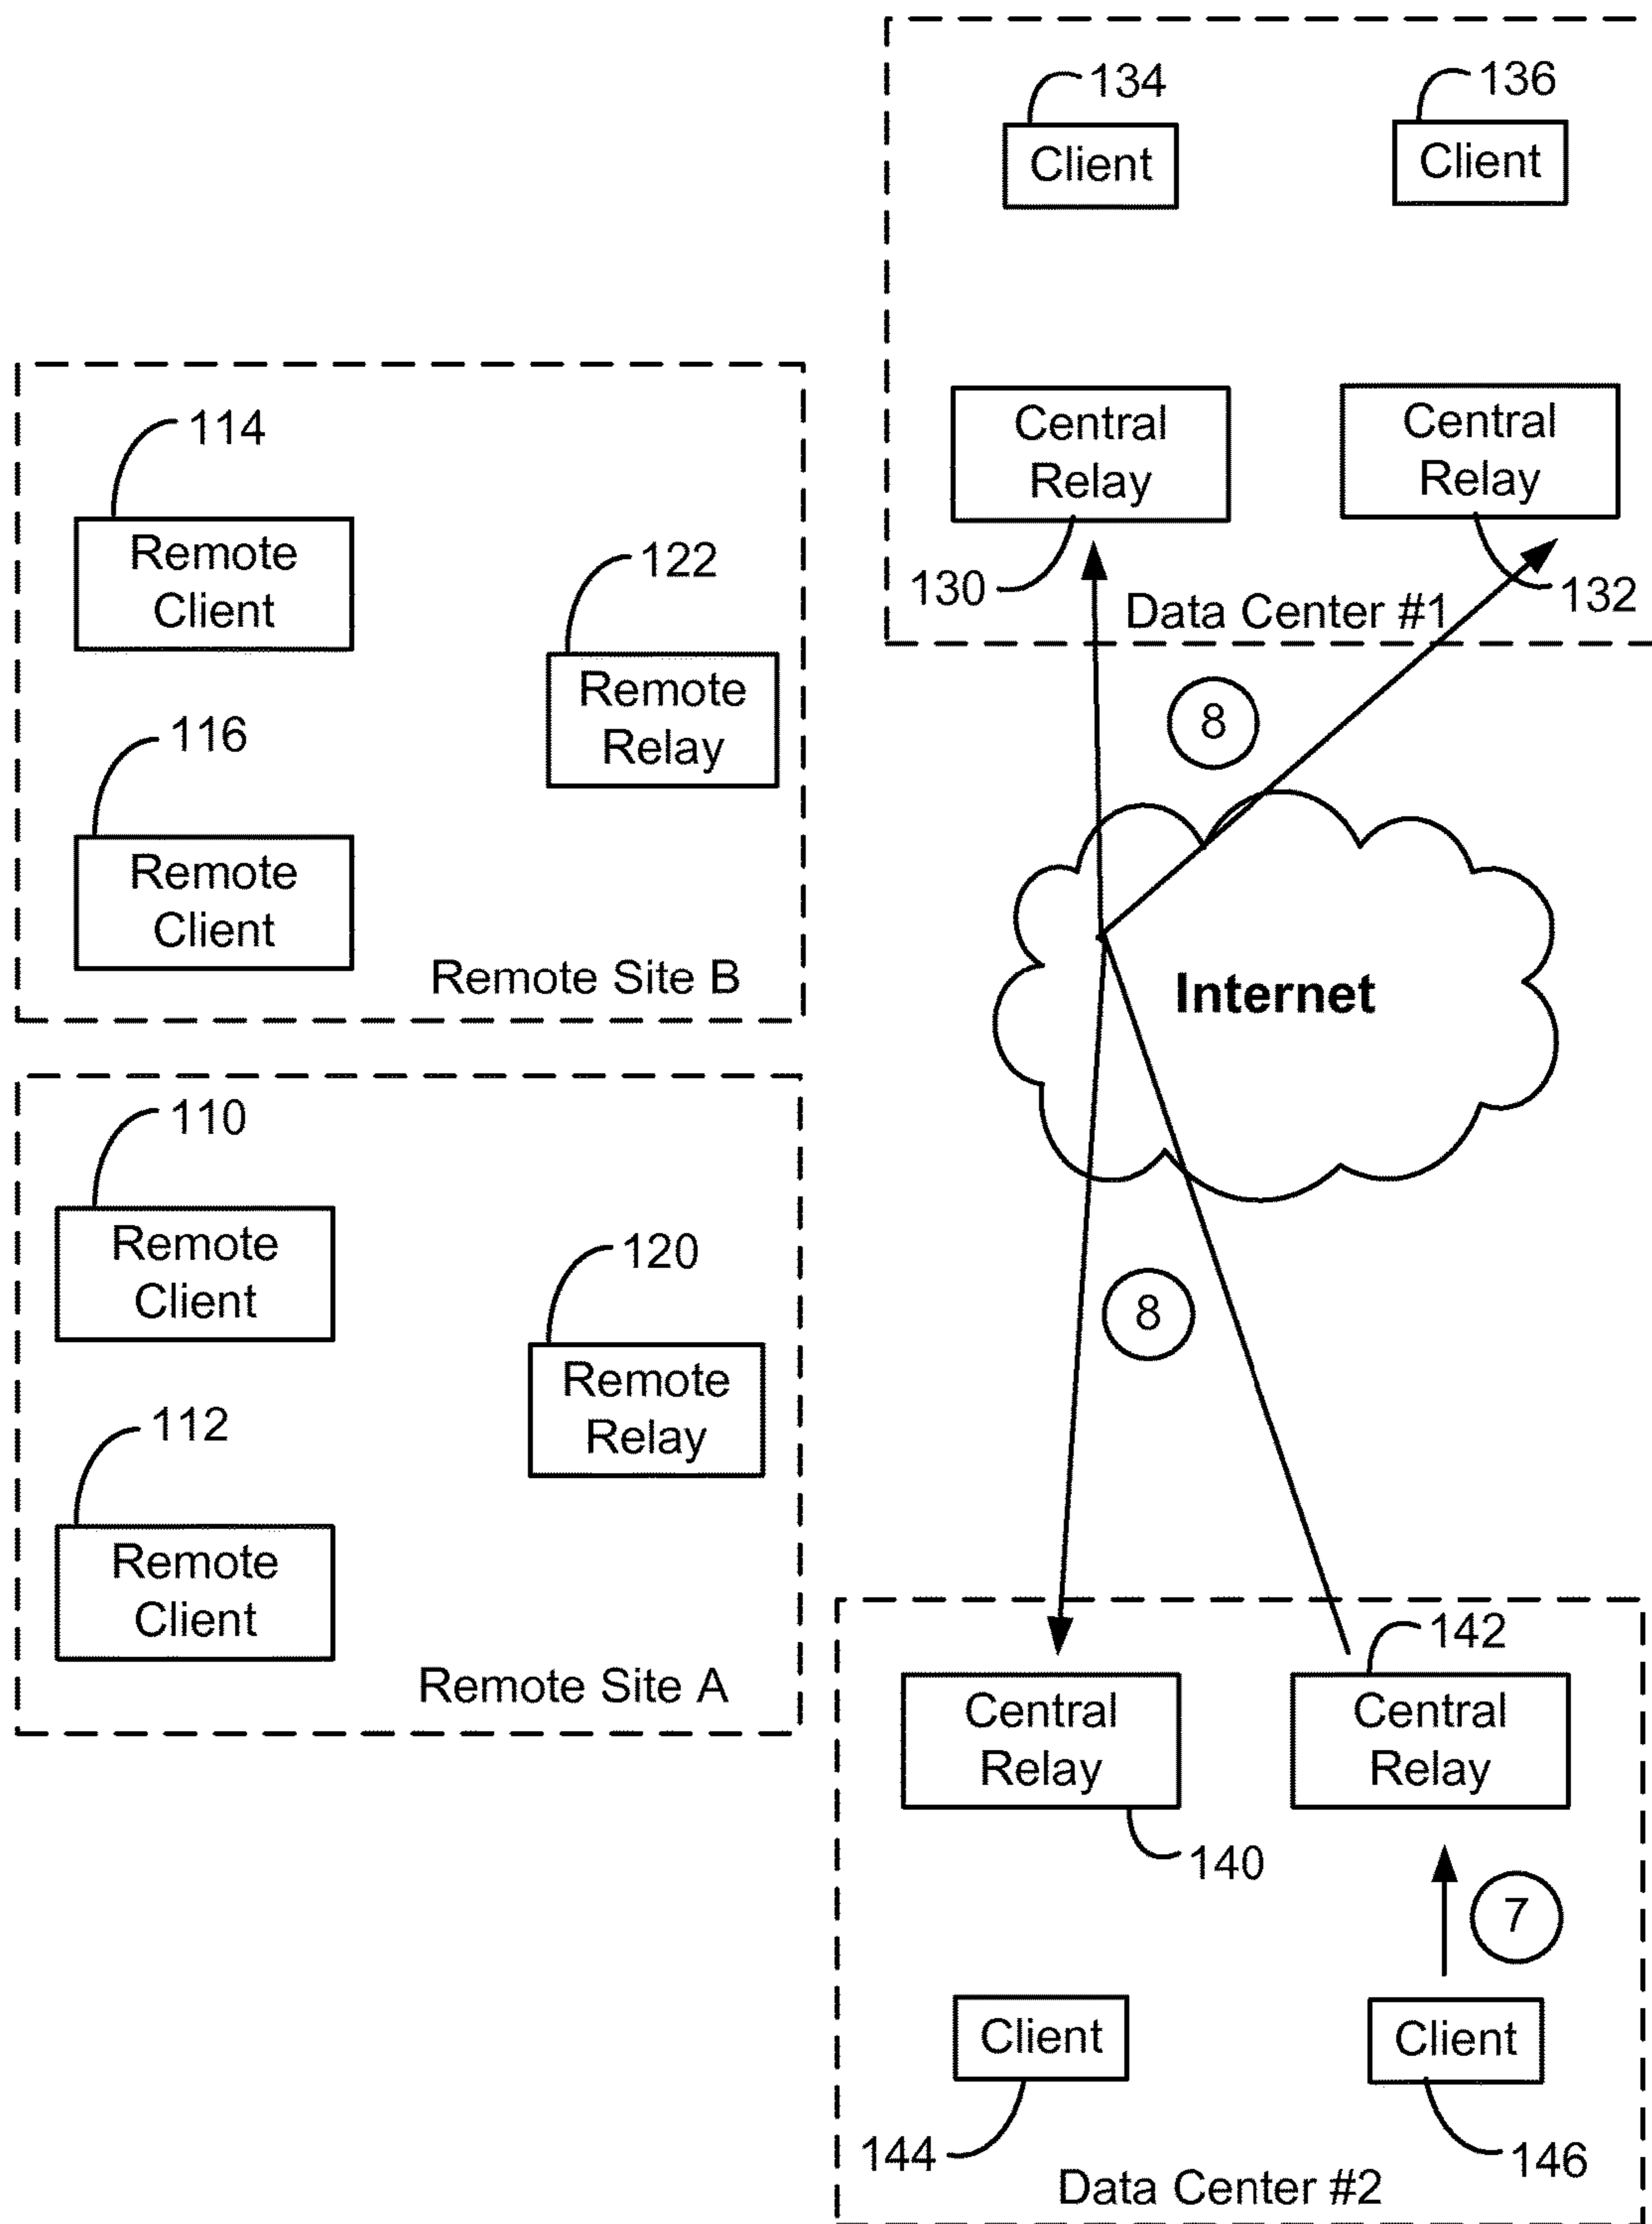 134
136
Client
Client
Central
Relay
Central
Relay
130
132
Data Center #1
114
Remote
Client
122
Remote
Relay
116
Remote
Client
Remote Site B
8
Internet
110
Remote
Client
120
Remote
Relay
112
Remote
Client
Remote Site A
8
142
Central
Relay
Central
Relay
140
7
Client
Client
144
146
Data Center #2